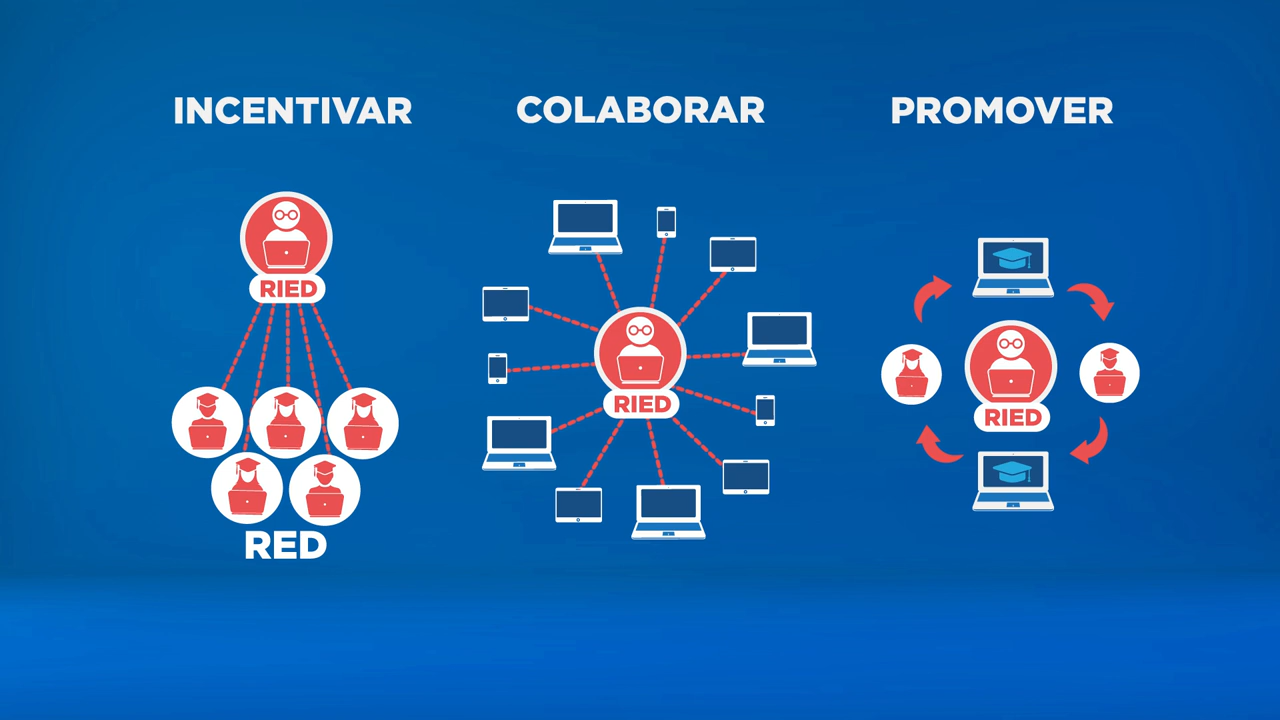 INCENTIVAR
COLABORAR
PROMOVER
RIED
RED
RIED
RIED